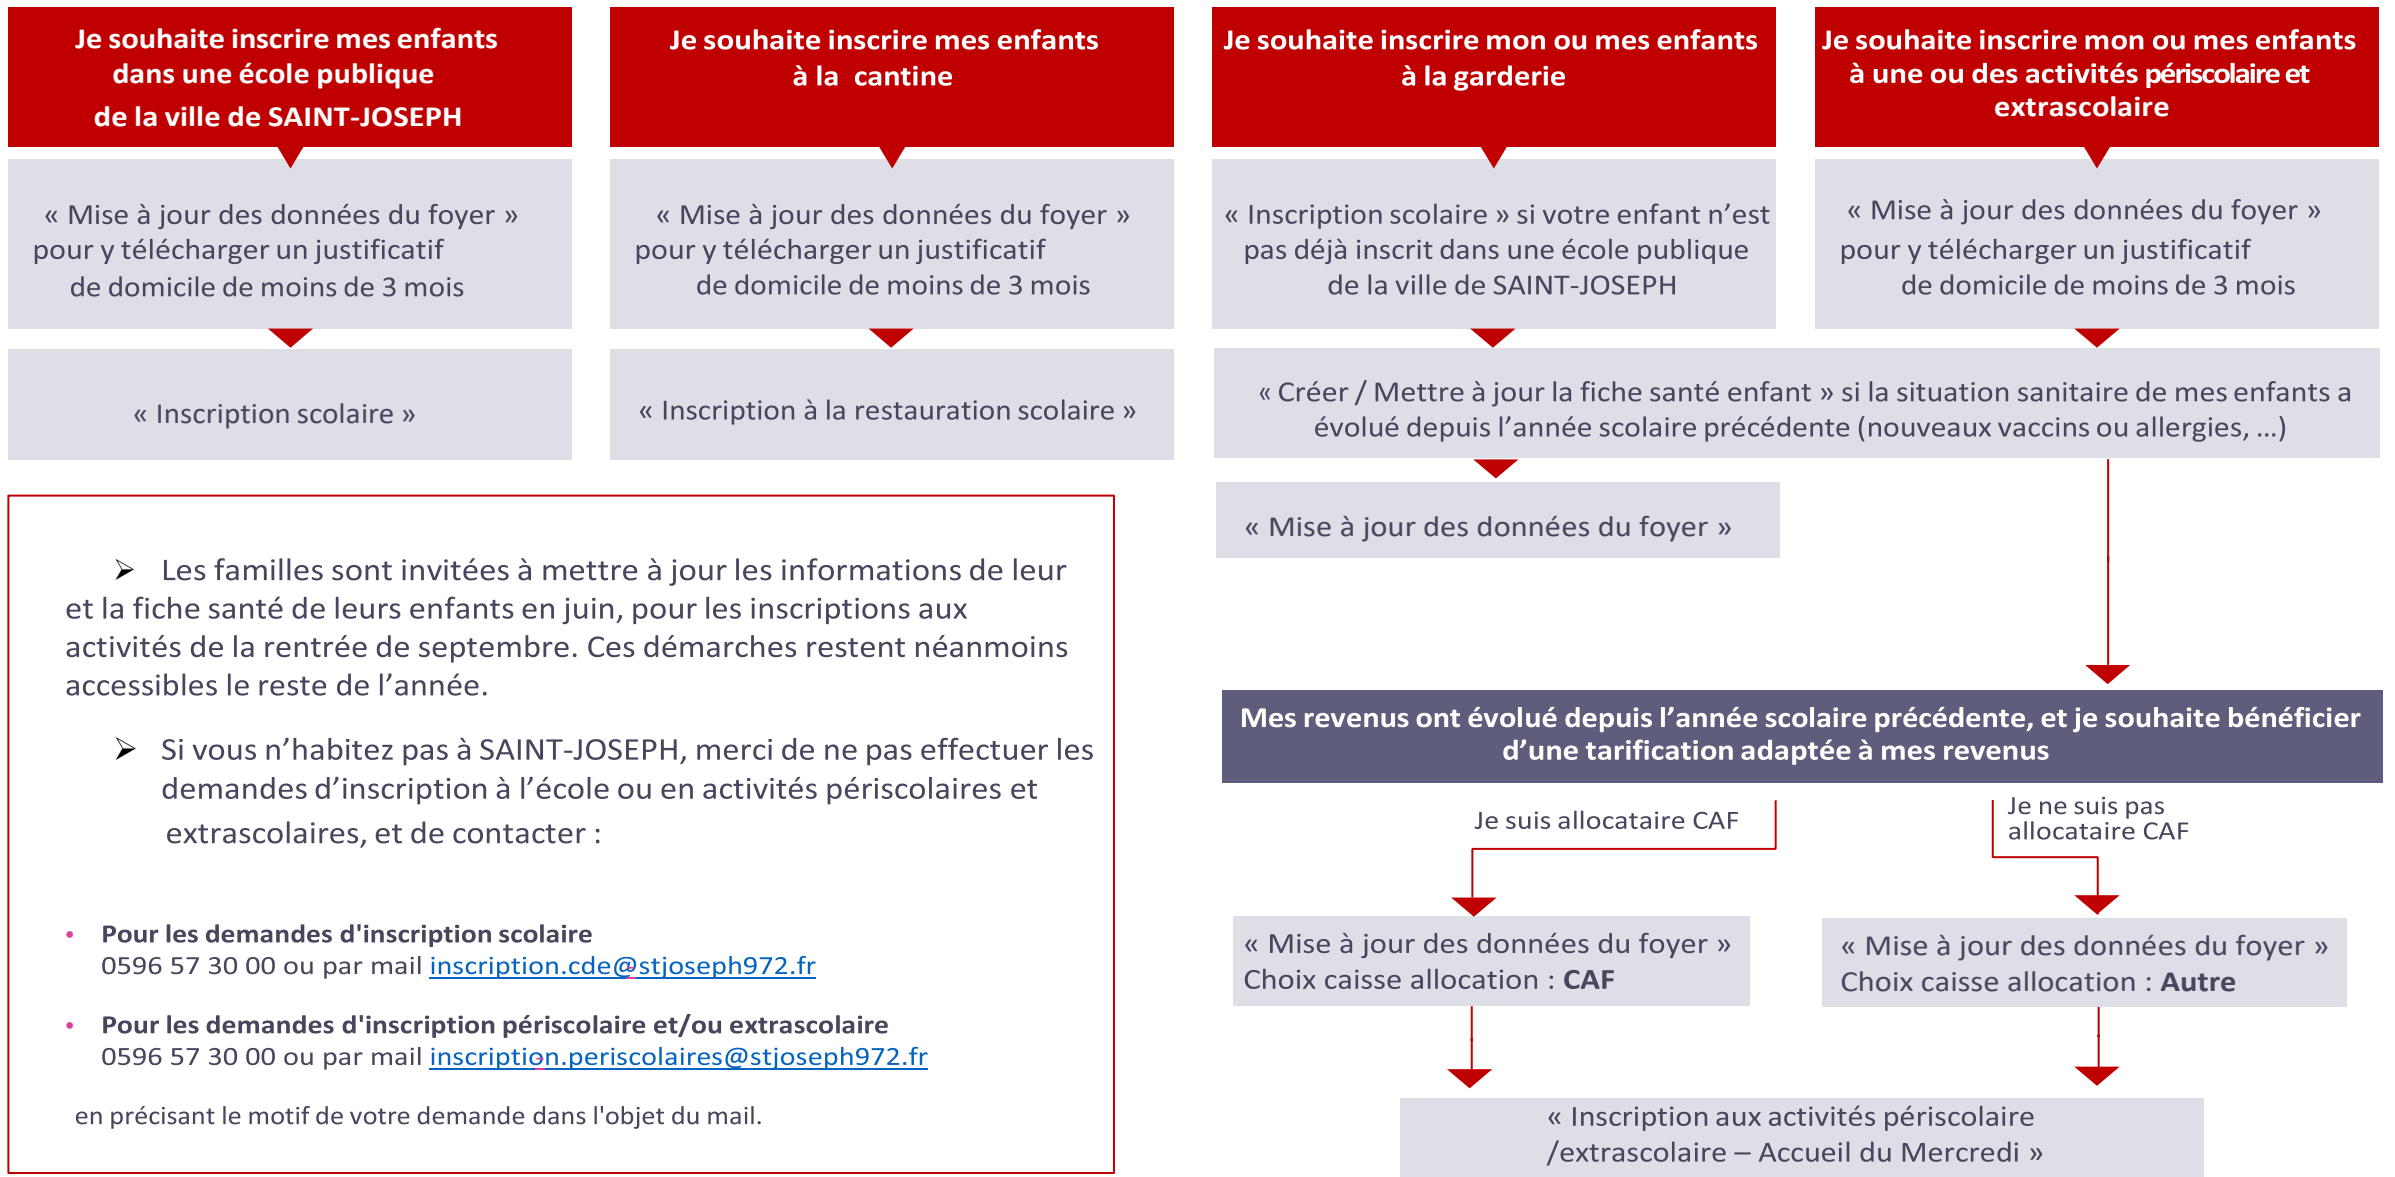 Je souhaite inscrire mes enfants
dans une école publique
de la ville de SAINT-JOSEPH
« Mise à jour des données du foyer »
pour y télécharger un justificatif
de domicile de moins de 3 mois
« Inscription scolaire »
Je souhaite inscrire mes enfants
à la cantine
« Mise à jour des données du foyer »
pour y télécharger un justificatif
de domicile de moins de 3 mois
« Inscription à la restauration scolaire »
Je souhaite inscrire mon ou mes enfants
à la garderie
« Inscription scolaire » si votre enfant n’est
pas déjà inscrit dans une école publique
de la ville de SAINT-JOSEPH
Je souhaite inscrire mon ou mes enfants
à une ou des activités périscolaire et
extrascolaire
« Mise à jour des données du foyer »
pour y télécharger un justificatif
de domicile de moins de 3 mois
« Créer / Mettre à jour la fiche santé enfant » si la situation sanitaire de mes enfants a
évolué depuis l’année scolaire précédente (nouveaux vaccins ou allergies, …)
« Mise à jour des données du foyer »
Mes revenus ont évolué depuis l’année scolaire précédente, et je souhaite bénéficier
d’une tarification adaptée à mes revenus
Je suis allocataire CAF
Je ne suis pas
allocataire CAF
« Mise à jour des données du foyer »
Choix caisse allocation : CAF
« Mise à jour des données du foyer »
Choix caisse allocation : Autre
« Inscription aux activités périscolaire
/extrascolaire – Accueil du Mercredi »
➢ Les familles sont invitées à mettre à jour les informations de leur
et la fiche santé de leurs enfants en juin, pour les inscriptions aux
activités de la rentrée de septembre. Ces démarches restent néanmoins
accessibles le reste de l’année.
➢ Si vous n’habitez pas à SAINT-JOSEPH, merci de ne pas effectuer les
demandes d’inscription à l’école ou en activités périscolaires et
extrascolaires, et de contacter :
• Pour les demandes d'inscription scolaire
0596 57 30 00 ou par mail inscription.cde@stjoseph972.fr
• Pour les demandes d'inscription périscolaire et/ou extrascolaire
0596 57 30 00 ou par mail inscription.periscolaires@stjoseph972.fr
en précisant le motif de votre demande dans l'objet du mail.